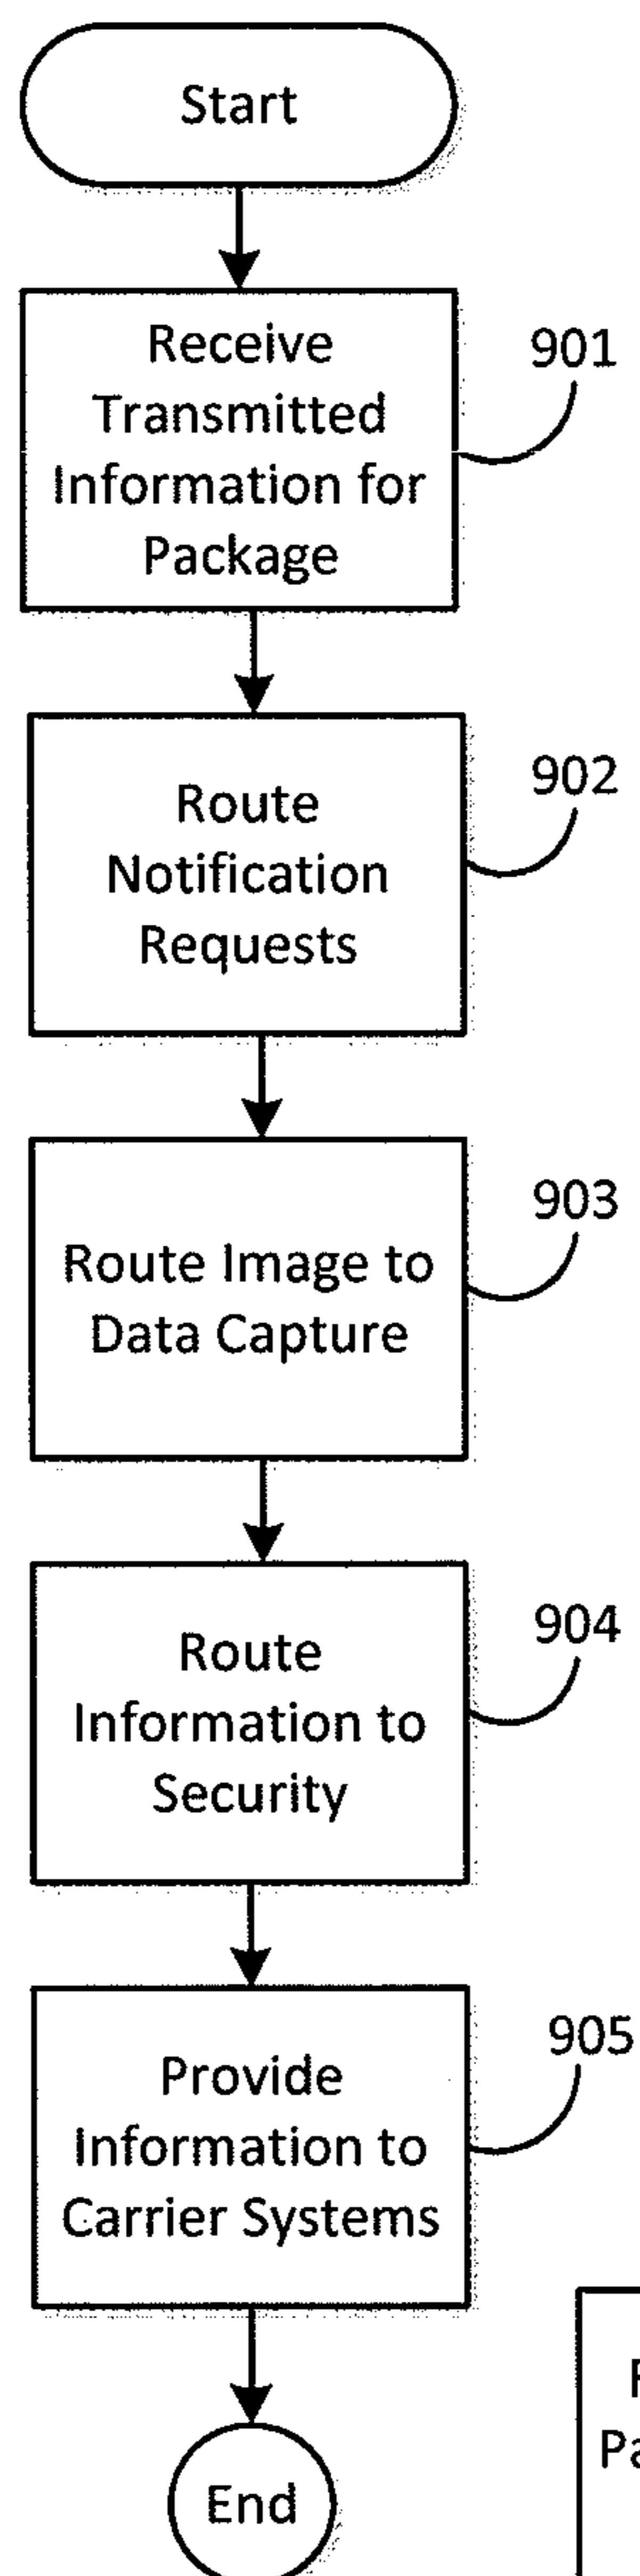 Start
Receive
Transmitted
Information for
Package
901
Route
Notification
Requests
902
Route Image to
Data Capture
903
Route
Information to
Security
904
Provide
Information to
Carrier Systems
905
End